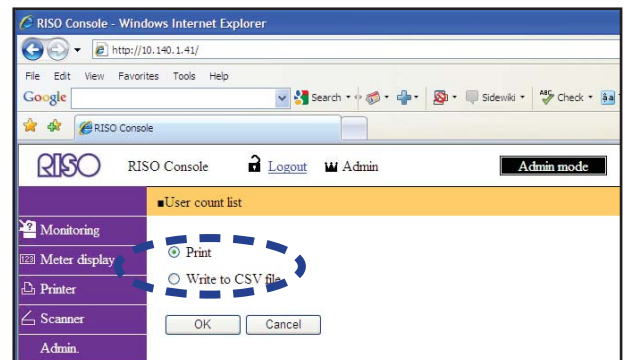 RISO Console - Windows Internet Explorer
http://10.140.1.41/
File Edit View Favorites Tools Help
Google Search Sidewiki ABC Check
RISO Console
RISO RISO Console Logout Admin Admin mode
■User count list
Monitoring
123 Meter display
Print
Write to CSV file
Printer
Scanner
OK Cancel
Admin.